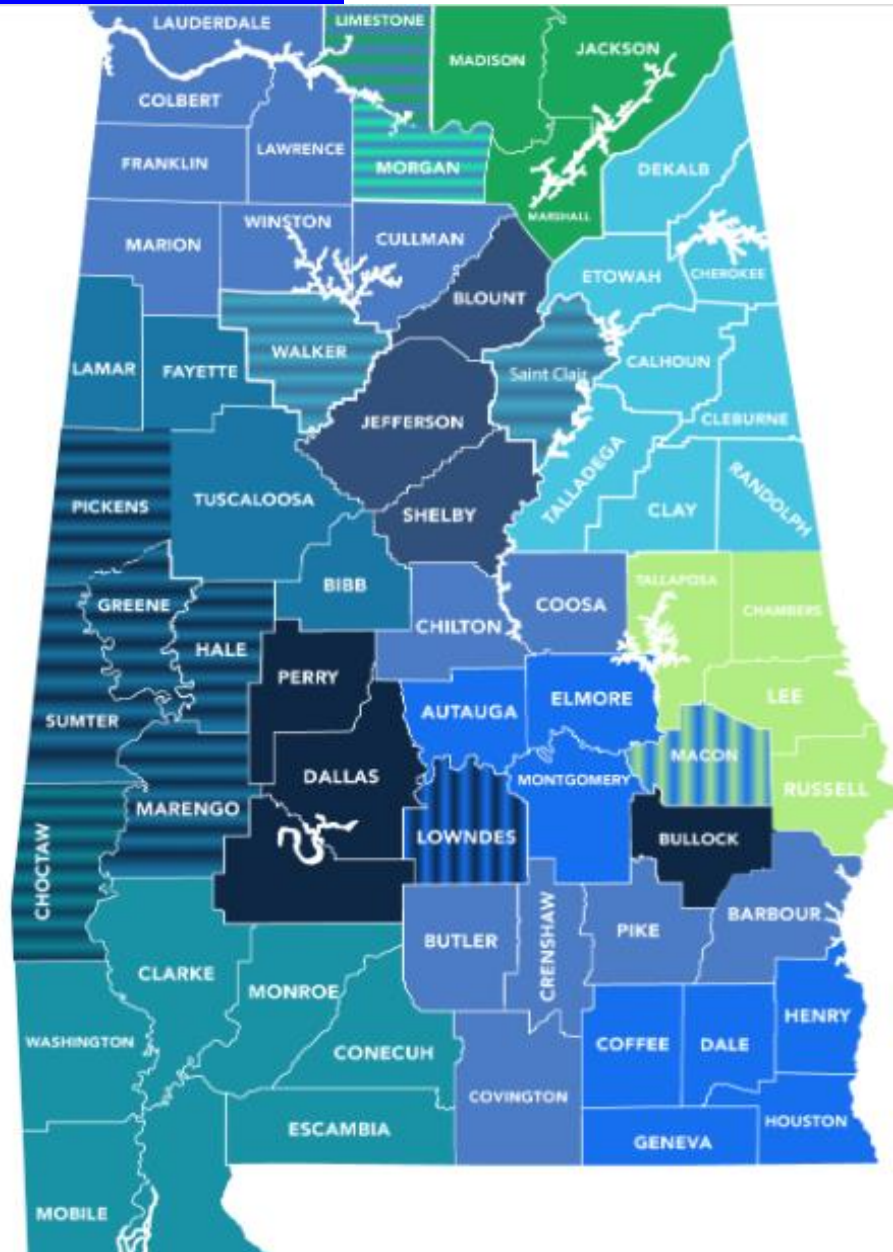 LAUDERDALE
LIMESTONE
MADISON
JACKSON
COLBERT
FRANKLIN
LAWRENCE
MORGAN
DEKALB
MARSHALL
MARION
WINSTON
CULLMAN
ETOWAH
CHEROKEE
BLOUNT
LAMAR
FAYETTE
WALKER
Saint Clair
CALHOUN
CLEBURNE
JEFFERSON
PICKENS
TUSCALOOSA
SHELBY
TALLADEGA
CLAY
RANDOLPH
GREENE
HALE
BIBB
CHILTON
COOSA
TALLAPOOSA
CHAMBERS
PERRY
SUMTER
AUTAUGA
ELMORE
LEE
DALLAS
MONTGOMERY
MACON
RUSSELL
MARENGO
LOWNDES
BULLOCK
CHOCTAW
BUTLER
CRENSHAW
PIKE
BARBOUR
CLARKE
MONROE
WASHINGTON
CONECUH
COFFEE
DALE
HENRY
COVINGTON
ESCAMBIA
GENEVA
HOUSTON
MOBILE